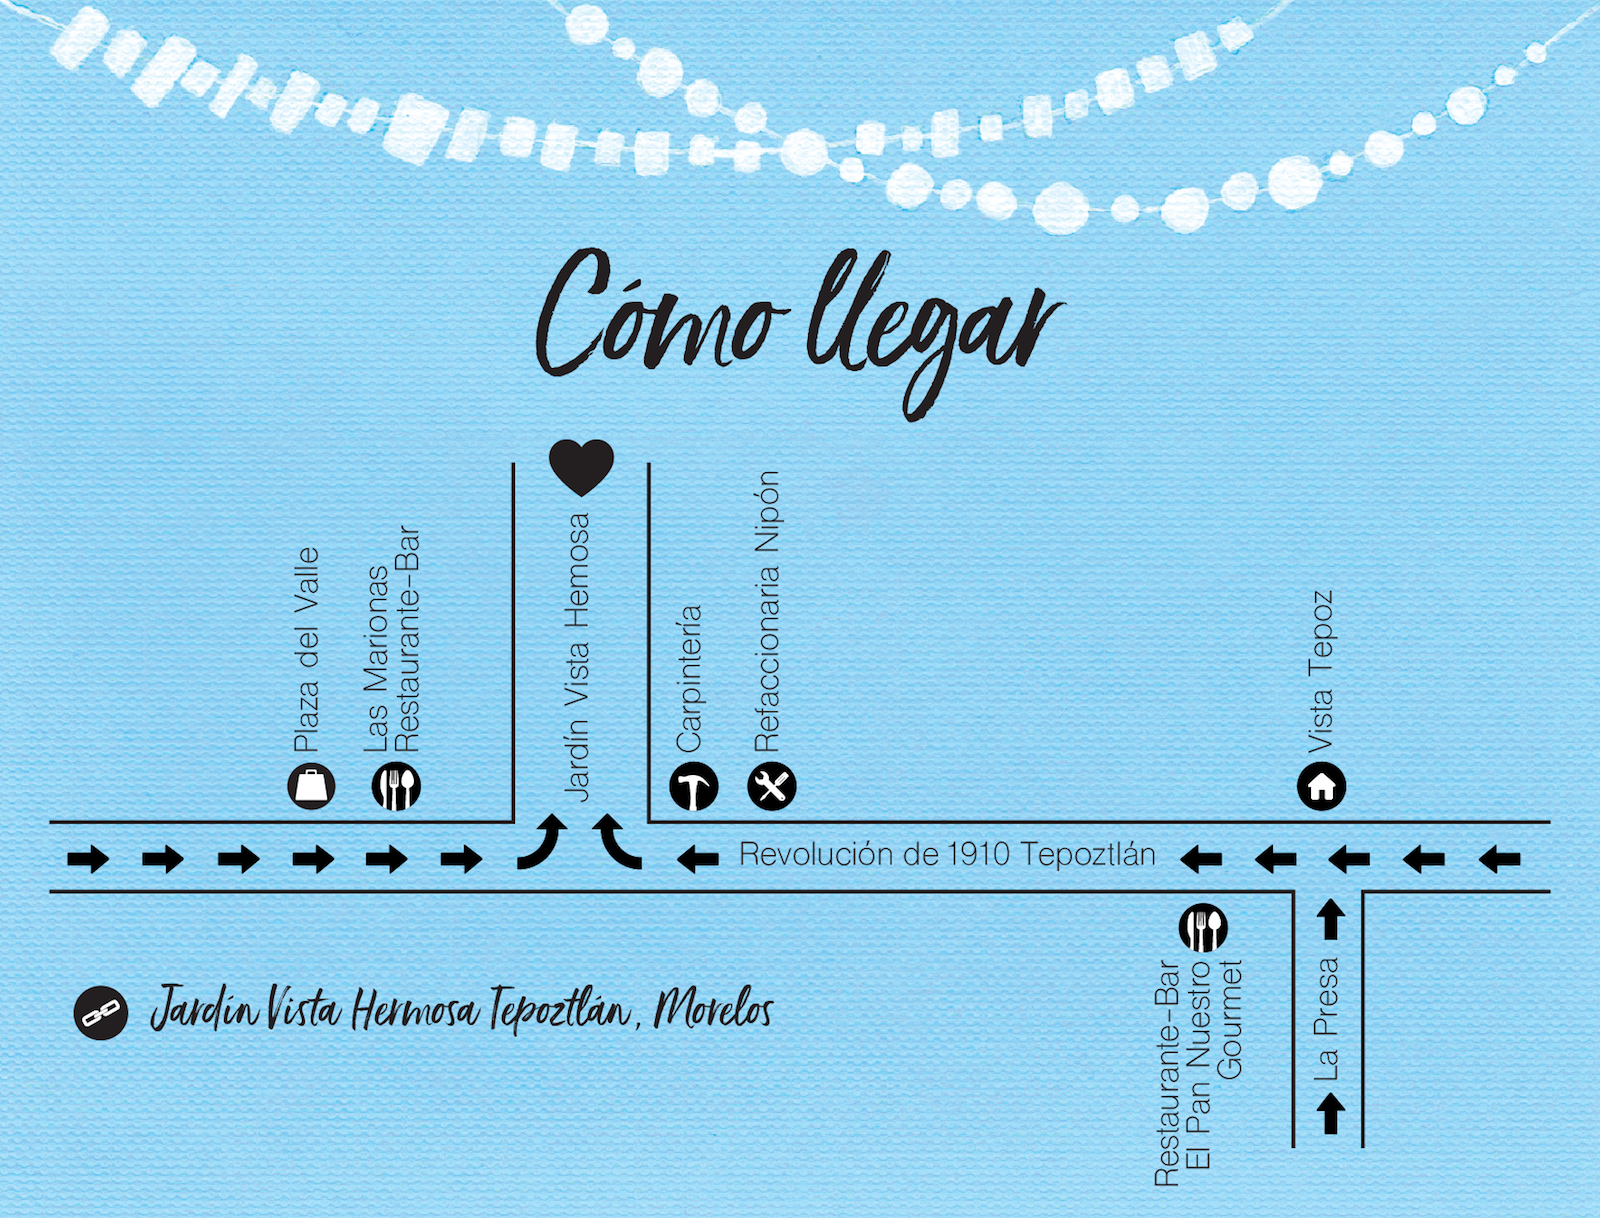 Cómo llegar
Plaza del Valle
Las Marionas
Restaurante-Bar
Jardín Vista Hemosa
Carpintería
Refaccionaria Nipón
Vista Tepoz
Revolución de 1910 Tepoztlán
Restaurante-Bar
El Pan Nuestro
Gourmet
La Presa
Jardín Vista Hermosa Tepoztlán, Morelos